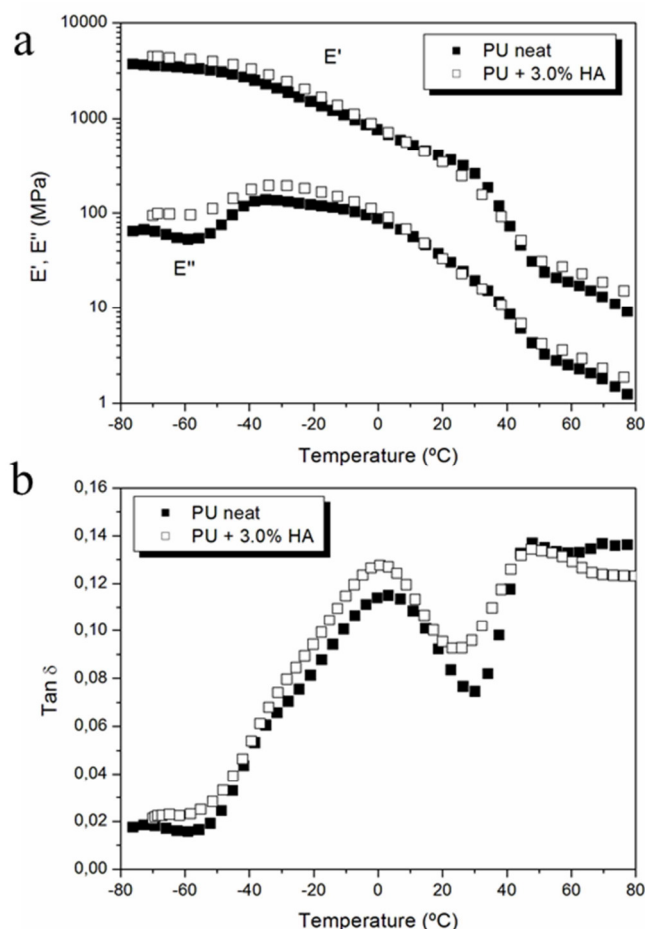 a
10000
1000
100
10
1
E', E" (MPa)
E'
E"
PU neat
PU + 3.0% HA
-80 -60 -40 -20 0 20 40 60 80
Temperature (ºC)
b
0,16
0,14
0,12
0,10
0,08
0,06
0,04
0,02
0,00
Tan δ
PU neat
PU + 3.0% HA
-80 -60 -40 -20 0 20 40 60 80
Temperature (ºC)